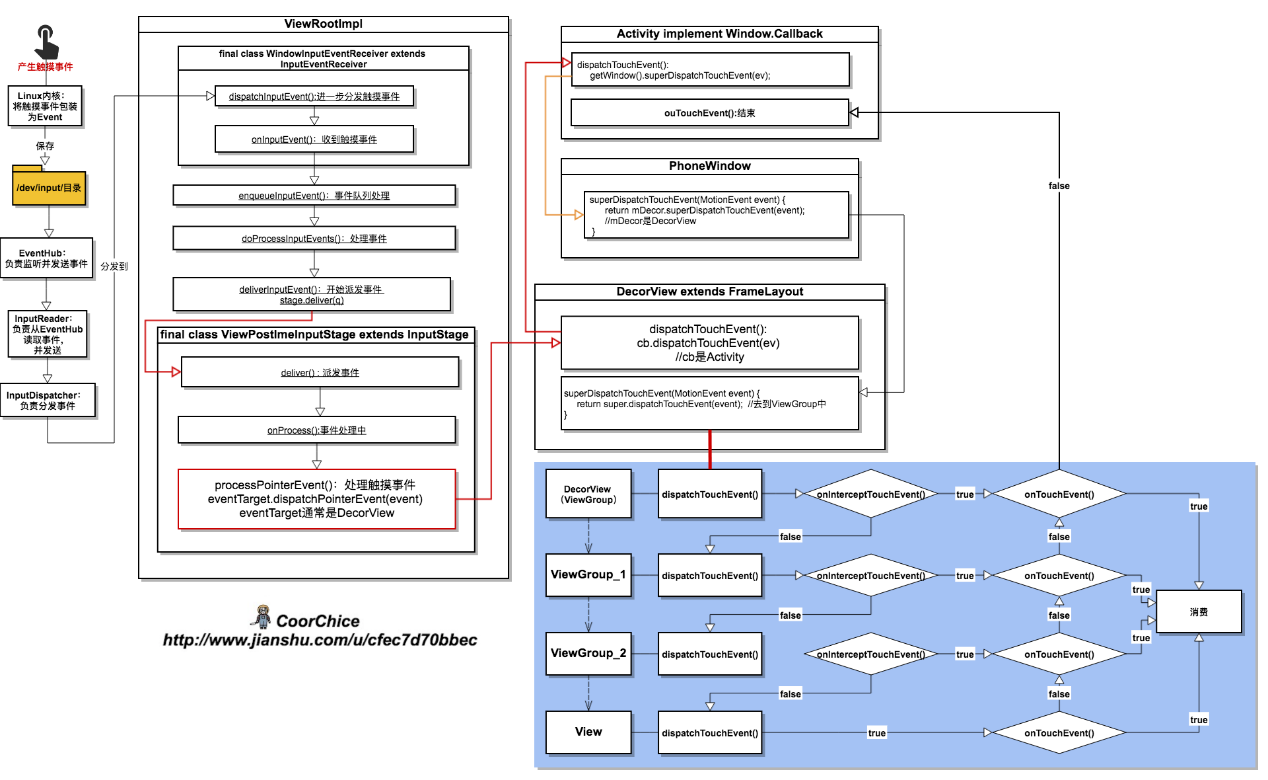 产生触摸事件
Linux内核：
将触摸事件包装
为Event
保存
/dev/input/目录
EventHub：
负责监听并发送事件
InputReader：
负责从EventHub
读取事件，
并发送
InputDispatcher：
负责分发事件
分发到
ViewRootImpl
final class WindowInputEventReceiver extends
InputEventReceiver
dispatchInputEvent():进一步分发触摸事件
onInputEvent()：收到触摸事件
enqueueInputEvent()：事件队列处理
doProcessInputEvents()：处理事件
deliverInputEvent()：开始派发事件
stage.deliver(q)
final class ViewPostImeInputStage extends InputStage
deliver()：派发事件
onProcess():事件处理中
processPointerEvent()：处理触摸事件
eventTarget.dispatchPointerEvent(event)
eventTarget通常是DecorView
CoorChice
http://www.jianshu.com/u/cfec7d70bbec
Activity implement Window.Callback
dispatchTouchEvent():
getWindow().superDispatchTouchEvent(ev);
ouTouchEvent():结束
PhoneWindow
superDispatchTouchEvent(MotionEvent event) {
return mDecor.superDispatchTouchEvent(event);
//mDecor是DecorView
}
DecorView extends FrameLayout
dispatchTouchEvent():
cb.dispatchTouchEvent(ev)
//cb是Activity
superDispatchTouchEvent(MotionEvent event) {
return super.dispatchTouchEvent(event);  //去到ViewGroup中
}
false
DecorView
（ViewGroup）
dispatchTouchEvent()
onInterceptTouchEvent()
true
onTouchEvent()
true
false
false
ViewGroup_1
dispatchTouchEvent()
onInterceptTouchEvent()
true
onTouchEvent()
true
消费
false
false
true
ViewGroup_2
dispatchTouchEvent()
onInterceptTouchEvent()
true
onTouchEvent()
false
false
true
View
dispatchTouchEvent()
true
onTouchEvent()